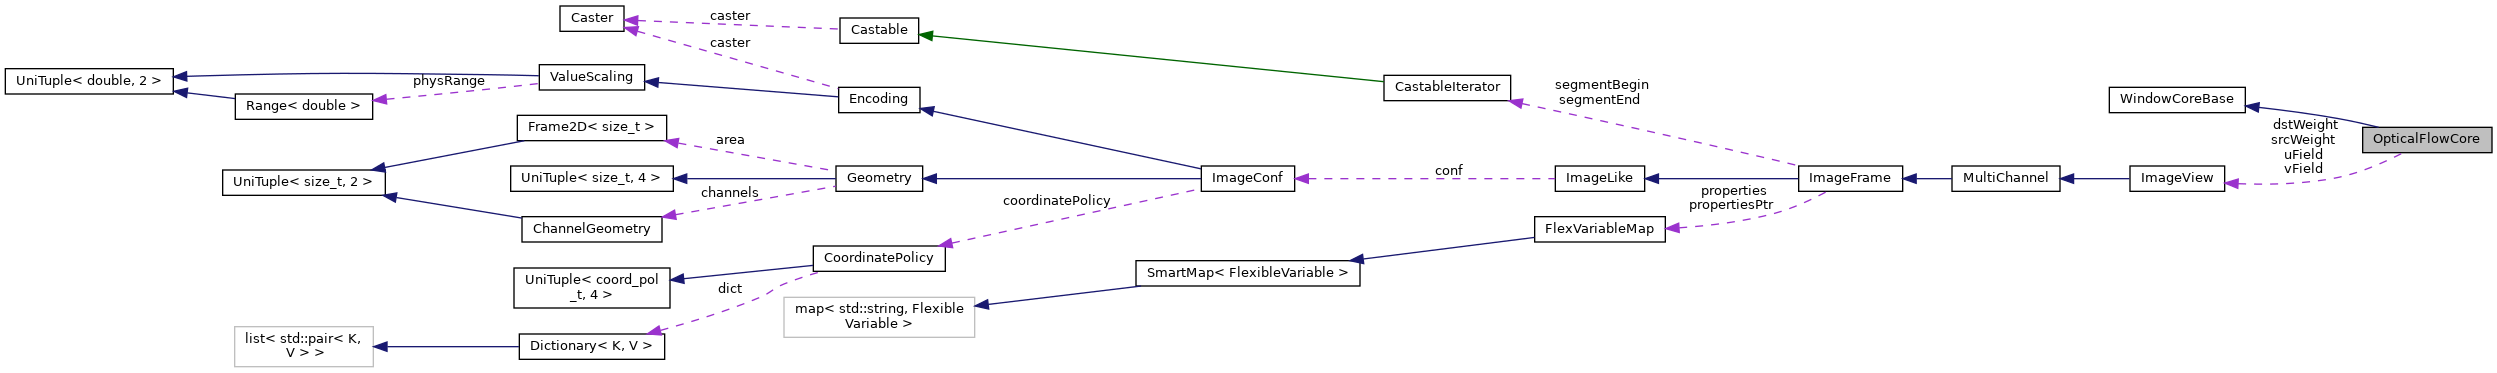 Caster
caster
Castable
caster
UniTuple< double, 2 >
ValueScaling
physRange
Range< double >
Encoding
CastableIterator
segmentBegin
segmentEnd
WindowCoreBase
OpticalFlowCore
dstWeight
srcWeight
uField
vField
Frame2D< size_t >
area
UniTuple< size_t, 2 >
UniTuple< size_t, 4 >
Geometry
channels
ChannelGeometry
ImageConf
conf
ImageLike
ImageFrame
MultiChannel
ImageView
coordinatePolicy
properties
propertiesPtr
FlexVariableMap
CoordinatePolicy
UniTuple< coord_pol
_t, 4 >
dict
SmartMap< FlexibleVariable >
map< std::string, Flexible
Variable >
list< std::pair< K,
V > >
Dictionary< K, V >